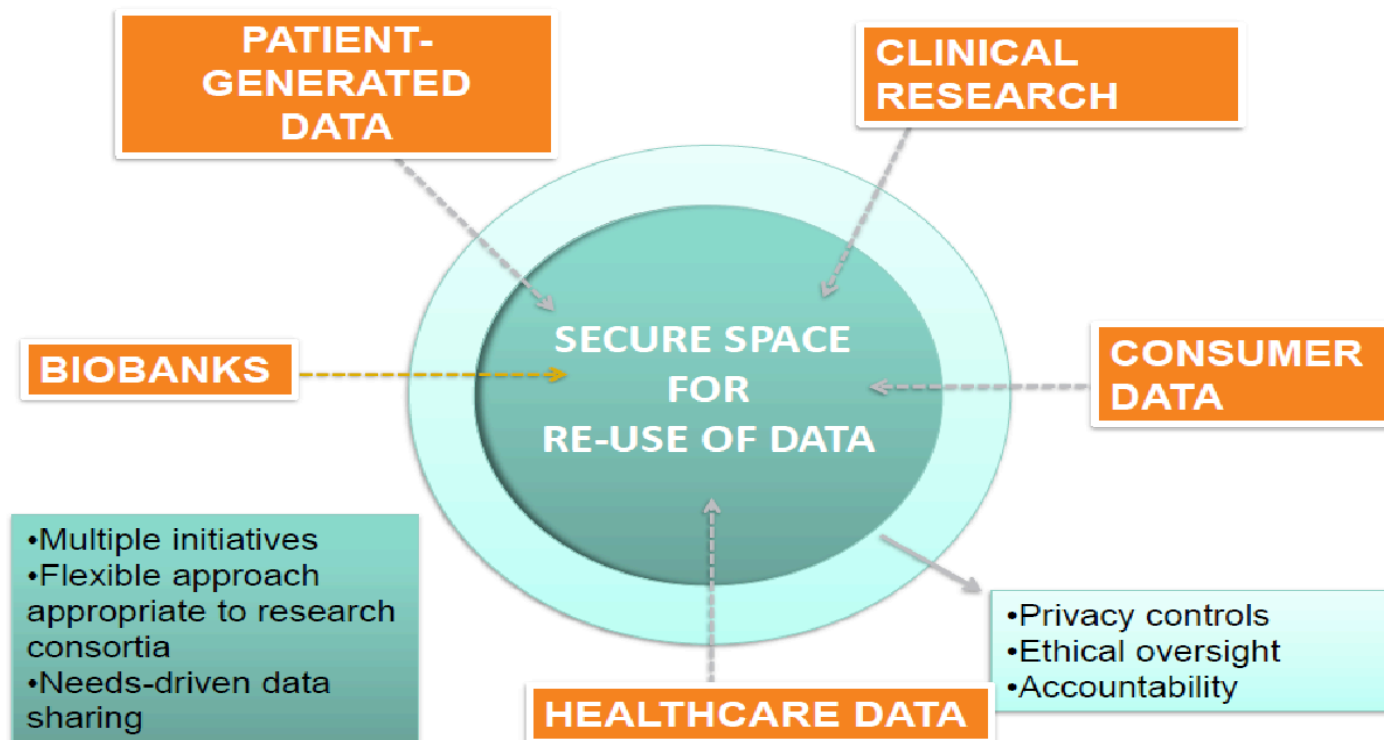 PATIENT-
GENERATED
DATA
CLINICAL
RESEARCH
BIOBANKS
SECURE SPACE
FOR
RE-USE OF DATA
CONSUMER
DATA
•Multiple initiatives
•Flexible approach
appropriate to research
consortia
•Needs-driven data
sharing
HEALTHCARE DATA
•Privacy controls
•Ethical oversight
•Accountability